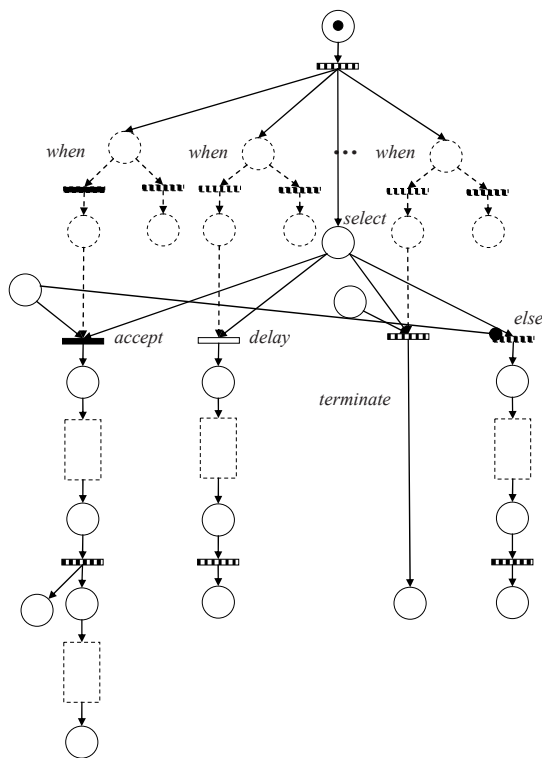 when
when
... when
select
accept
delay
else
terminate